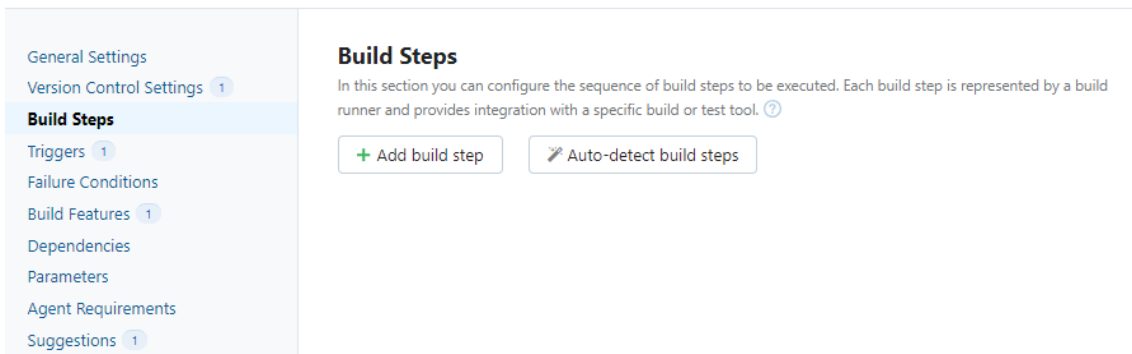 General Settings
Version Control Settings 1
Build Steps
Triggers 1
Failure Conditions
Build Features 1
Dependencies
Parameters
Agent Requirements
Suggestions 1
Build Steps
In this section you can configure the sequence of build steps to be executed. Each build step is represented by a build
runner and provides integration with a specific build or test tool. ?
+ Add build step
Auto-detect build steps